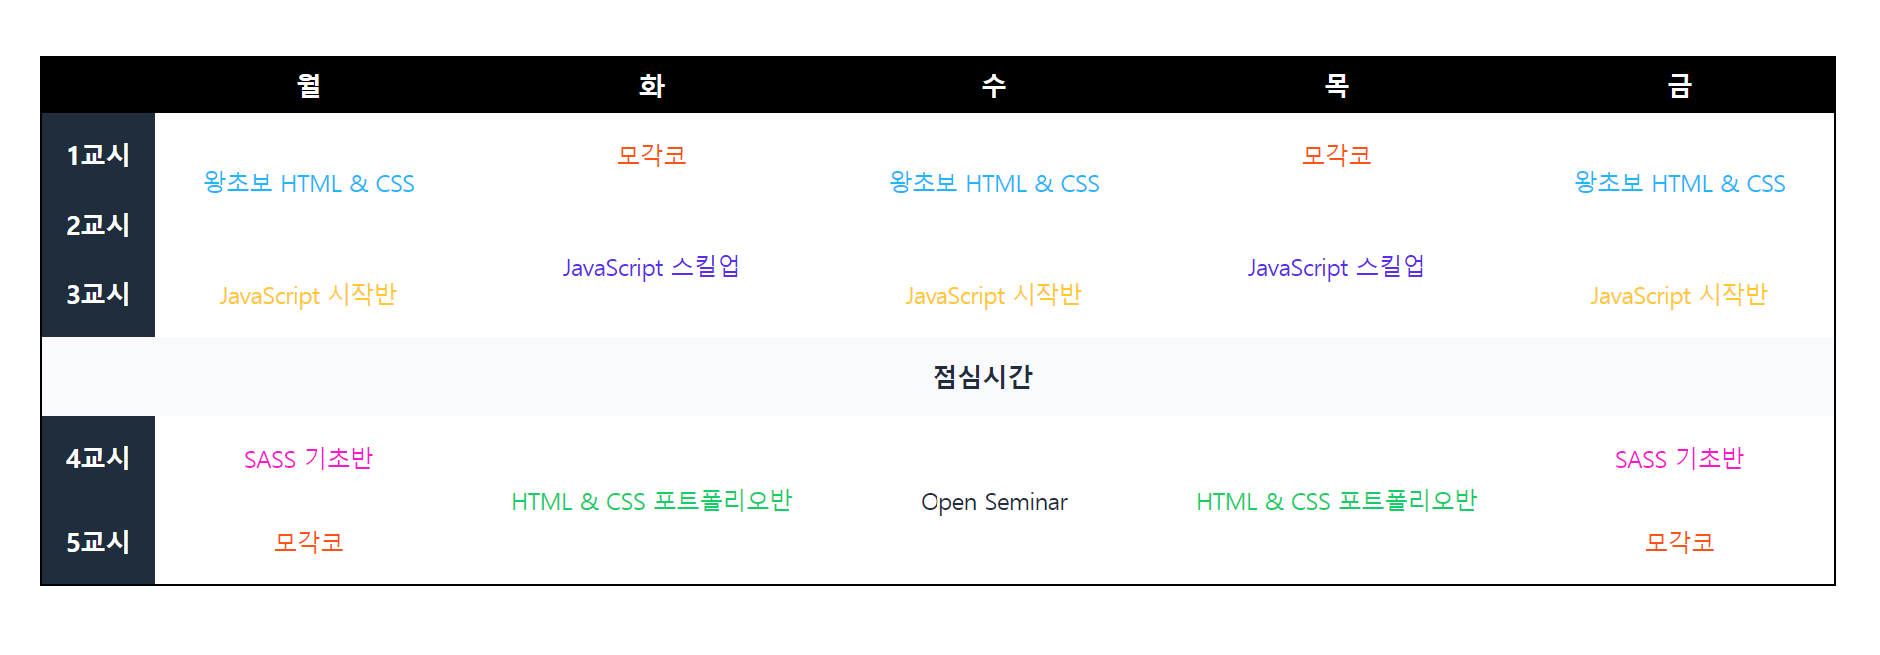 월 화 수 목 금
1교시 모각코 모각코
왕초보 HTML & CSS 왕초보 HTML & CSS 왕초보 HTML & CSS
2교시
JavaScript 스킬업 JavaScript 스킬업
3교시 JavaScript 시작반 JavaScript 시작반 JavaScript 시작반
점심시간
4교시 SASS 기초반 SASS 기초반
HTML & CSS 포트폴리오반 Open Seminar HTML & CSS 포트폴리오반
5교시 모각코 모각코